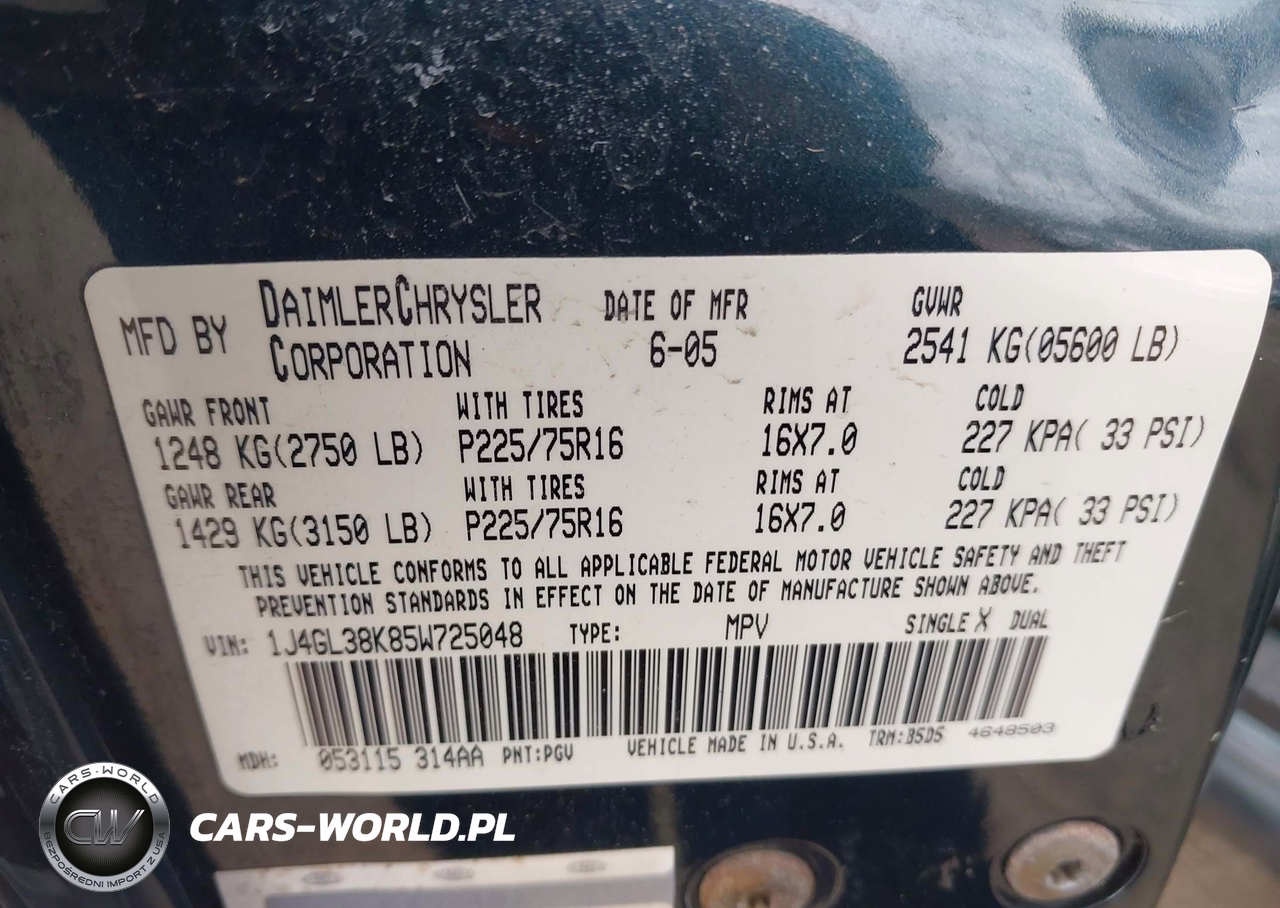 MFD BY DAIMLERCHRYSLER CORPORATION
DATE OF MFR
6-05
GVWR
2541 KG(05600 LB)
GAWR FRONT WITH TIRES RIMS AT COLD
1248 KG(2750 LB) P225/75R16 16X7.0 227 KPA( 33 PSI)
GAWR REAR WITH TIRES RIMS AT COLD
1429 KG(3150 LB) P225/75R16 16X7.0 227 KPA( 33 PSI)
THIS VEHICLE CONFORMS TO ALL APPLICABLE FEDERAL MOTOR VEHICLE SAFETY AND THEFT
PREVENTION STANDARDS IN EFFECT ON THE DATE OF MANUFACTURE SHOWN ABOVE.
VIN: 1J4GL38K85W725048 TYPE: MPV SINGLE X DUAL
MDH: 053115 314AA PNT:PGV VEHICLE MADE IN U.S.A. TRM:B5D5 4648503
CARS-WORLD
CW
BEZPOŚREDNI IMPORT Z USA
CARS-WORLD.PL